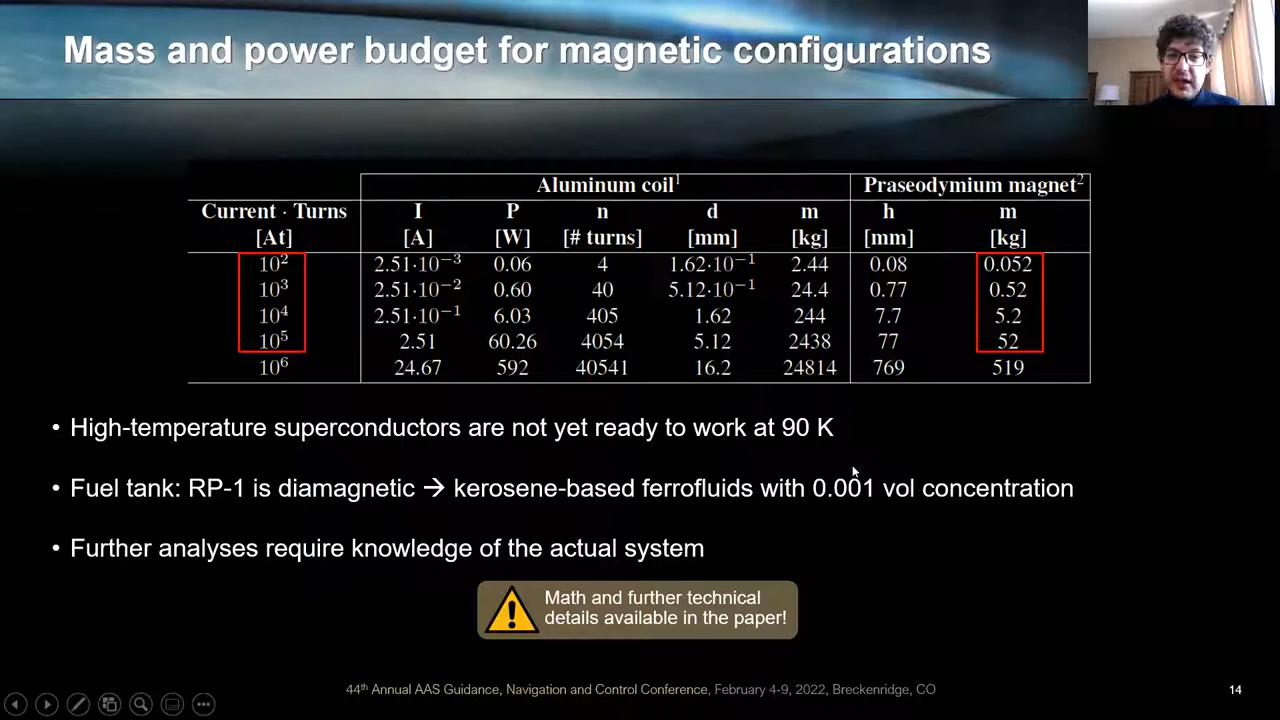 Mass and power budget for magnetic configurations
Aluminum coil¹ Praseodymium magnet²
Current · Turns I P n d m h m
[At] [A] [W] [# turns] [mm] [kg] [mm] [kg]
10² 2.51·10⁻³ 0.06 4 1.62·10⁻¹ 2.44 0.08 0.052
10³ 2.51·10⁻² 0.60 40 5.12·10⁻¹ 24.4 0.77 0.52
10⁴ 2.51·10⁻¹ 6.03 405 1.62 244 7.7 5.2
10⁵ 2.51 60.26 4054 5.12 2438 77 52
10⁶ 24.67 592 40541 16.2 24814 769 519
• High-temperature superconductors are not yet ready to work at 90 K
• Fuel tank: RP-1 is diamagnetic → kerosene-based ferrofluids with 0.001 vol concentration
• Further analyses require knowledge of the actual system
Math and further technical
details available in the paper!
44th Annual AAS Guidance, Navigation and Control Conference, February 4-9, 2022, Breckenridge, CO
14